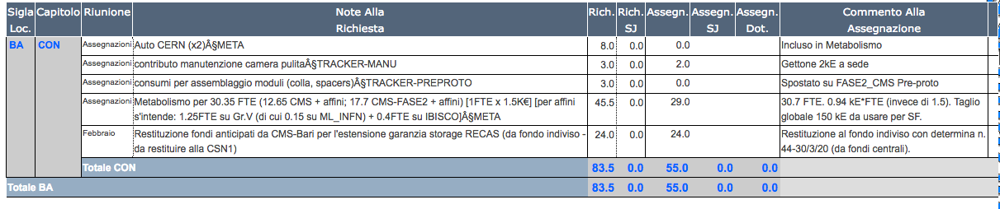 Sigla Loc. Capitolo Riunione Note Alla Richiesta Rich. Rich. SJ Assegn. Assegn. SJ Assegn. Dot. Commento Alla Assegnazione
BA CON Assegnazioni Auto CERN (x2)Â§META 8.0 0.0 0.0 Incluso in Metabolismo
Assegnazioni contributo manutenzione camera pulitaÂ§TRACKER-MANU 3.0 0.0 2.0 Gettone 2kE a sede
Assegnazioni consumi per assemblaggio moduli (colla, spacers)Â§TRACKER-PREPROTO 3.0 0.0 0.0 Spostato su FASE2_CMS Pre-proto
Assegnazioni Metabolismo per 30.35 FTE (12.65 CMS + affini; 17.7 CMS-FASE2 + affini) [1FTE x 1.5K€] [per affini 45.5 0.0 29.0 30.7 FTE. 0.94 kE*FTE (invece di 1.5). Taglio
s'intende: 1.25FTE su Gr.V (di cui 0.15 su ML_INFN) + 0.4FTE su IBISCO]Â§META globale 150 kE da usare per SF.
Febbraio Restituzione fondi anticipati da CMS-Bari per l'estensione garanzia storage RECAS (da fondo indiviso - 24.0 0.0 24.0 Restituzione al fondo indiviso con determina n.
da restituire alla CSN1) 44-30/3/20 (da fondi centrali).
Totale CON 83.5 0.0 55.0 0.0 0.0
Totale BA 83.5 0.0 55.0 0.0 0.0